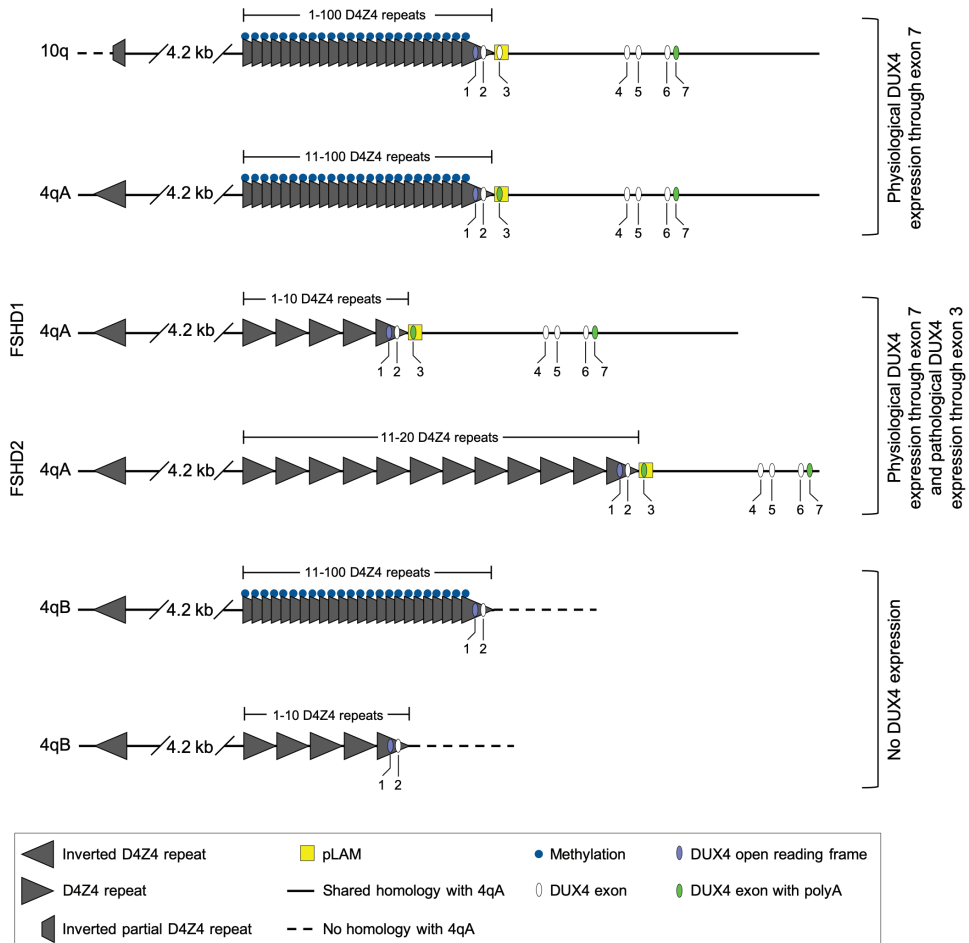 1-100 D4Z4 repeats
10q
4.2 kb
1 2 3 4 5 6 7
11-100 D4Z4 repeats
4qA
4.2 kb
1 2 3 4 5 6 7
Physiological DUX4
expression through exon 7
1-10 D4Z4 repeats
FSHD1
4qA
4.2 kb
1 2 3 4 5 6 7
11-20 D4Z4 repeats
FSHD2
4qA
4.2 kb
1 2 3 4 5 6 7
Physiological DUX4
expression through exon 7
and pathological DUX4
expression through exon 3
11-100 D4Z4 repeats
4qB
4.2 kb
1 2
1-10 D4Z4 repeats
4qB
4.2 kb
1 2
No DUX4 expression
Inverted D4Z4 repeat
pLAM
Methylation
DUX4 open reading frame
D4Z4 repeat
Shared homology with 4qA
DUX4 exon
DUX4 exon with polyA
Inverted partial D4Z4 repeat
No homology with 4qA